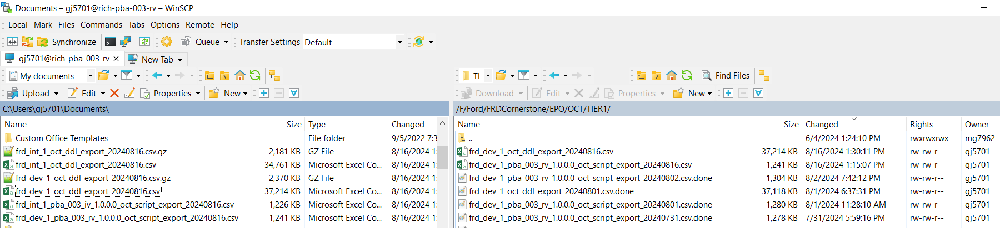 Documents – gj5701@rich-pba-003-rv – WinSCP
Local Mark Files Commands Tabs Options Remote Help
Synchronize Queue Transfer Settings Default
gj5701@rich-pba-003-rv New Tab
My documents TI Find Files
Upload Edit Properties New Download Edit Properties New
C:\Users\gj5701\Documents\ /F/Ford/FRDCornerstone/EPO/OCT/TIER1/
Name Size Type Changed Name Size Changed Rights Owner
Custom Office Templates File folder 9/5/2022 7:3 .. 6/4/2024 1:24:10 PM rwxrwxrwx mg7962
frd_int_1_oct_ddl_export_20240816.csv.gz 2,181 KB GZ File 8/16/2024 1: frd_dev_1_oct_ddl_export_20240816.csv 37,214 KB 8/16/2024 1:30:11 PM rw-rw-r-- gj5701
frd_int_1_oct_ddl_export_20240816.csv 34,761 KB Microsoft Excel Co... 8/16/2024 1: frd_dev_1_pba_003_rv_1.0.0.0_oct_script_export_20240816.csv 1,241 KB 8/16/2024 1:15:07 PM rw-rw-r-- gj5701
frd_dev_1_oct_ddl_export_20240816.csv.gz 2,370 KB GZ File 8/16/2024 1: frd_dev_1_pba_003_rv_1.0.0.0_oct_script_export_20240802.csv.done 1,304 KB 8/2/2024 7:42:12 PM rw-rw-r-- gj5701
frd_dev_1_oct_ddl_export_20240816.csv 37,214 KB Microsoft Excel Co... 8/16/2024 1: frd_dev_1_oct_ddl_export_20240801.csv.done 37,118 KB 8/1/2024 6:37:31 PM rw-rw-r-- gj5701
frd_int_1_pba_003_iv_1.0.0.0_oct_script_export_20240816.csv 1,226 KB Microsoft Excel Co... 8/16/2024 1: frd_dev_1_pba_003_rv_1.0.0.0_oct_script_export_20240801.csv.done 1,280 KB 8/1/2024 11:28:10 AM rw-rw-r-- gj5701
frd_dev_1_pba_003_rv_1.0.0.0_oct_script_export_20240816.csv 1,241 KB Microsoft Excel Co... 8/16/2024 1: frd_dev_1_pba_003_rv_1.0.0.0_oct_script_export_20240731.csv.done 1,278 KB 7/31/2024 5:59:16 PM rw-rw-r-- gj5701